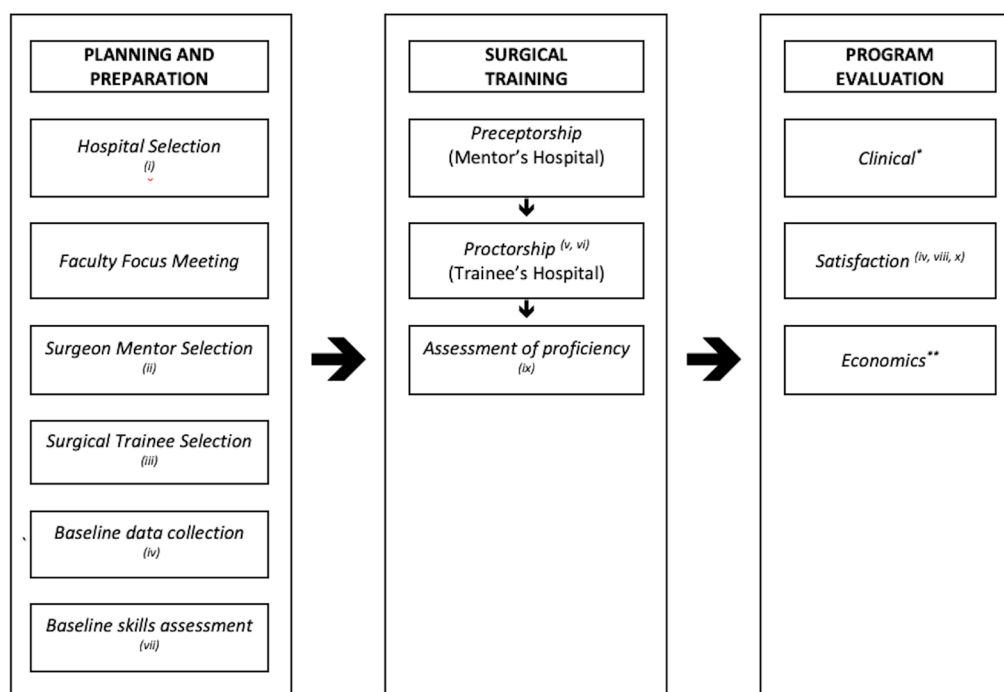 PLANNING AND
PREPARATION
Hospital Selection
(i)
Faculty Focus Meeting
Surgeon Mentor Selection
(ii)
Surgical Trainee Selection
(iii)
Baseline data collection
(iv)
Baseline skills assessment
(vii)
SURGICAL
TRAINING
Preceptorship
(Mentor’s Hospital)
Proctorship (v, vi)
(Trainee’s Hospital)
Assessment of proficiency
(ix)
PROGRAM
EVALUATION
Clinical*
Satisfaction (iv, viii, x)
Economics**